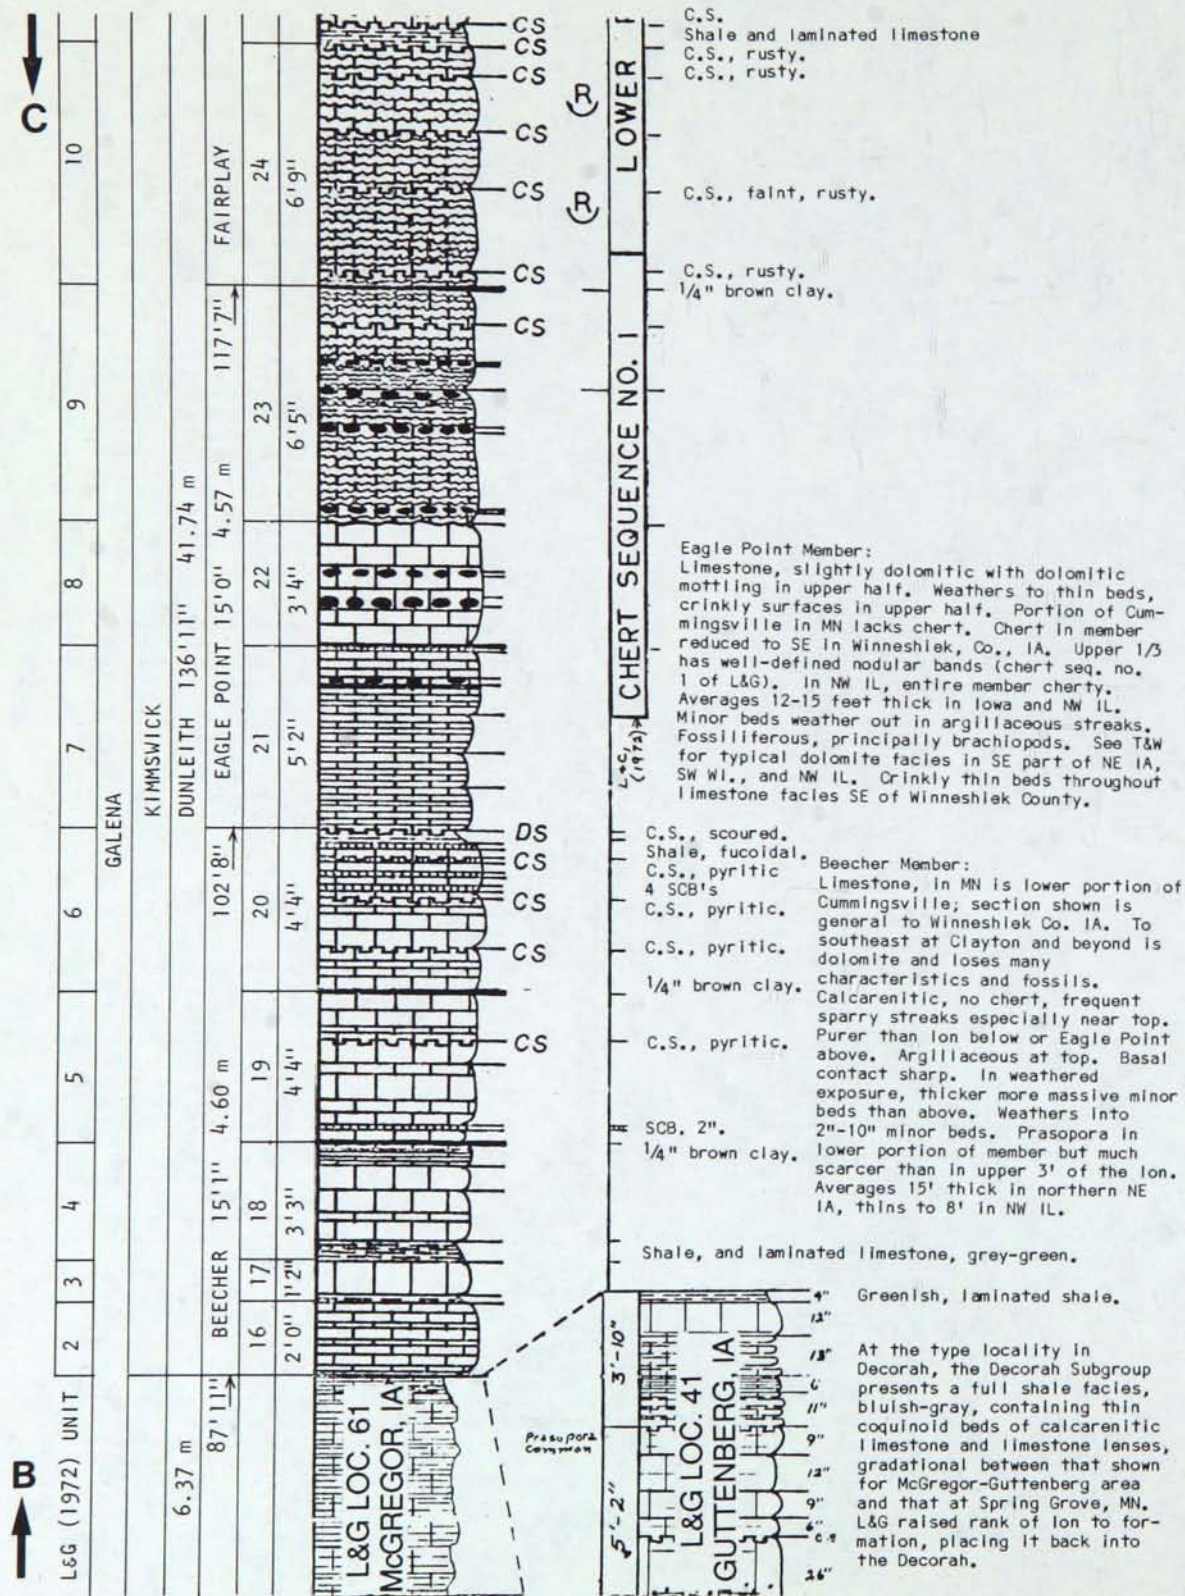 C
B
L&G (1972) UNIT
2
3
4
5
6
7
8
9
10
GALENA
KIMMSWICK
6.37 m
DUNLEITH 136'11" 41.74 m
87'11"
BEECHER 15'1" 4.60 m
102'8"
EAGLE POINT 15'0" 4.57 m
117'7"
FAIRPLAY
16
17
18
19
20
21
22
23
24
2'0"
1'2"
3'3"
4'4"
4'4"
5'2"
3'4"
6'5"
6'9"
CS
CS
CS
CS
CS
CS
CS
DS
CS
CS
CS
CS
R
R
LOWER
CHERT SEQUENCE NO. 1
L+G, (1972)
C.S.
Shale and laminated limestone
C.S., rusty.
C.S., rusty.
C.S., faint, rusty.
C.S., rusty.
1/4" brown clay.
Eagle Point Member:
Limestone, slightly dolomitic with dolomitic
mottling in upper half. Weathers to thin beds,
crinkly surfaces in upper half. Portion of Cum-
mingsville in MN lacks chert. Chert in member
reduced to SE in Winneshiek, Co., IA. Upper 1/3
has well-defined nodular bands (chert seq. no.
1 of L&G). In NW IL, entire member cherty.
Averages 12-15 feet thick in Iowa and NW IL.
Minor beds weather out in argillaceous streaks.
Fossiliferous, principally brachiopods. See T&W
for typical dolomite facies in SE part of NE IA,
SW WI., and NW IL. Crinkly thin beds throughout
limestone facies SE of Winneshiek County.
C.S., scoured.
Shale, fucoidal.
C.S., pyritic
4 SCB's
C.S., pyritic.
C.S., pyritic.
1/4" brown clay.
C.S., pyritic.
SCB, 2".
1/4" brown clay.
Beecher Member:
Limestone, in MN is lower portion of
Cummingsville; section shown is
general to Winneshiek Co. IA. To
southeast at Clayton and beyond is
dolomite and loses many
characteristics and fossils.
Calcarenitic, no chert, frequent
sparry streaks especially near top.
Purer than Ion below or Eagle Point
above. Argillaceous at top. Basal
contact sharp. In weathered
exposure, thicker more massive minor
beds than above. Weathers into
2"-10" minor beds. Prasopora in
lower portion of member but much
scarcer than in upper 3' of the Ion.
Averages 15' thick in northern NE
IA, thins to 8' in NW IL.
Shale, and laminated limestone, grey-green.
L&G LOC. 61
McGREGOR, IA
Prasopora
Common
3'-10"
5'-2"
L&G LOC. 41
GUTTENBERG, IA
4"
12"
13"
6"
11"
9"
12"
9"
6"
26"
Greenish, laminated shale.
At the type locality in
Decorah, the Decorah Subgroup
presents a full shale facies,
bluish-gray, containing thin
coquinoid beds of calcarenitic
limestone and limestone lenses,
gradational between that shown
for McGregor-Guttenberg area
and that at Spring Grove, MN.
L&G raised rank of Ion to for-
mation, placing it back into
the Decorah.